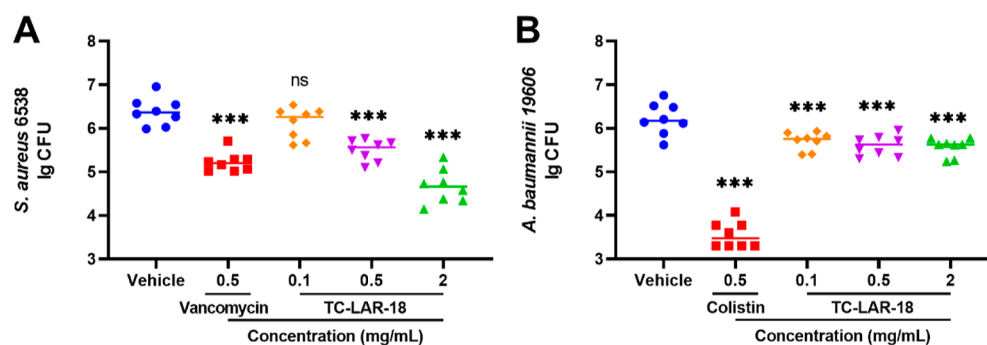 A
S. aureus 6538
lg CFU
8
7
6
5
4
3
ns
***
***
***
Vehicle 0.5 0.1 0.5 2
Vancomycin TC-LAR-18
Concentration (mg/mL)
B
A. baumannii 19606
lg CFU
8
7
6
5
4
3
***
***
***
***
Vehicle 0.5 0.1 0.5 2
Colistin TC-LAR-18
Concentration (mg/mL)